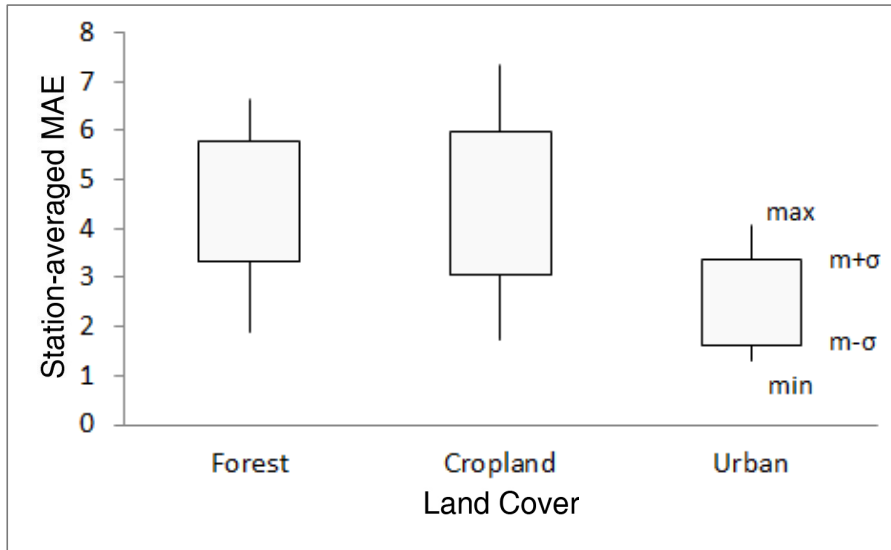 8
7
6
5
4
3
2
1
0
Station-averaged MAE
max
m+σ
m-σ
min
Forest Cropland Urban
Land Cover